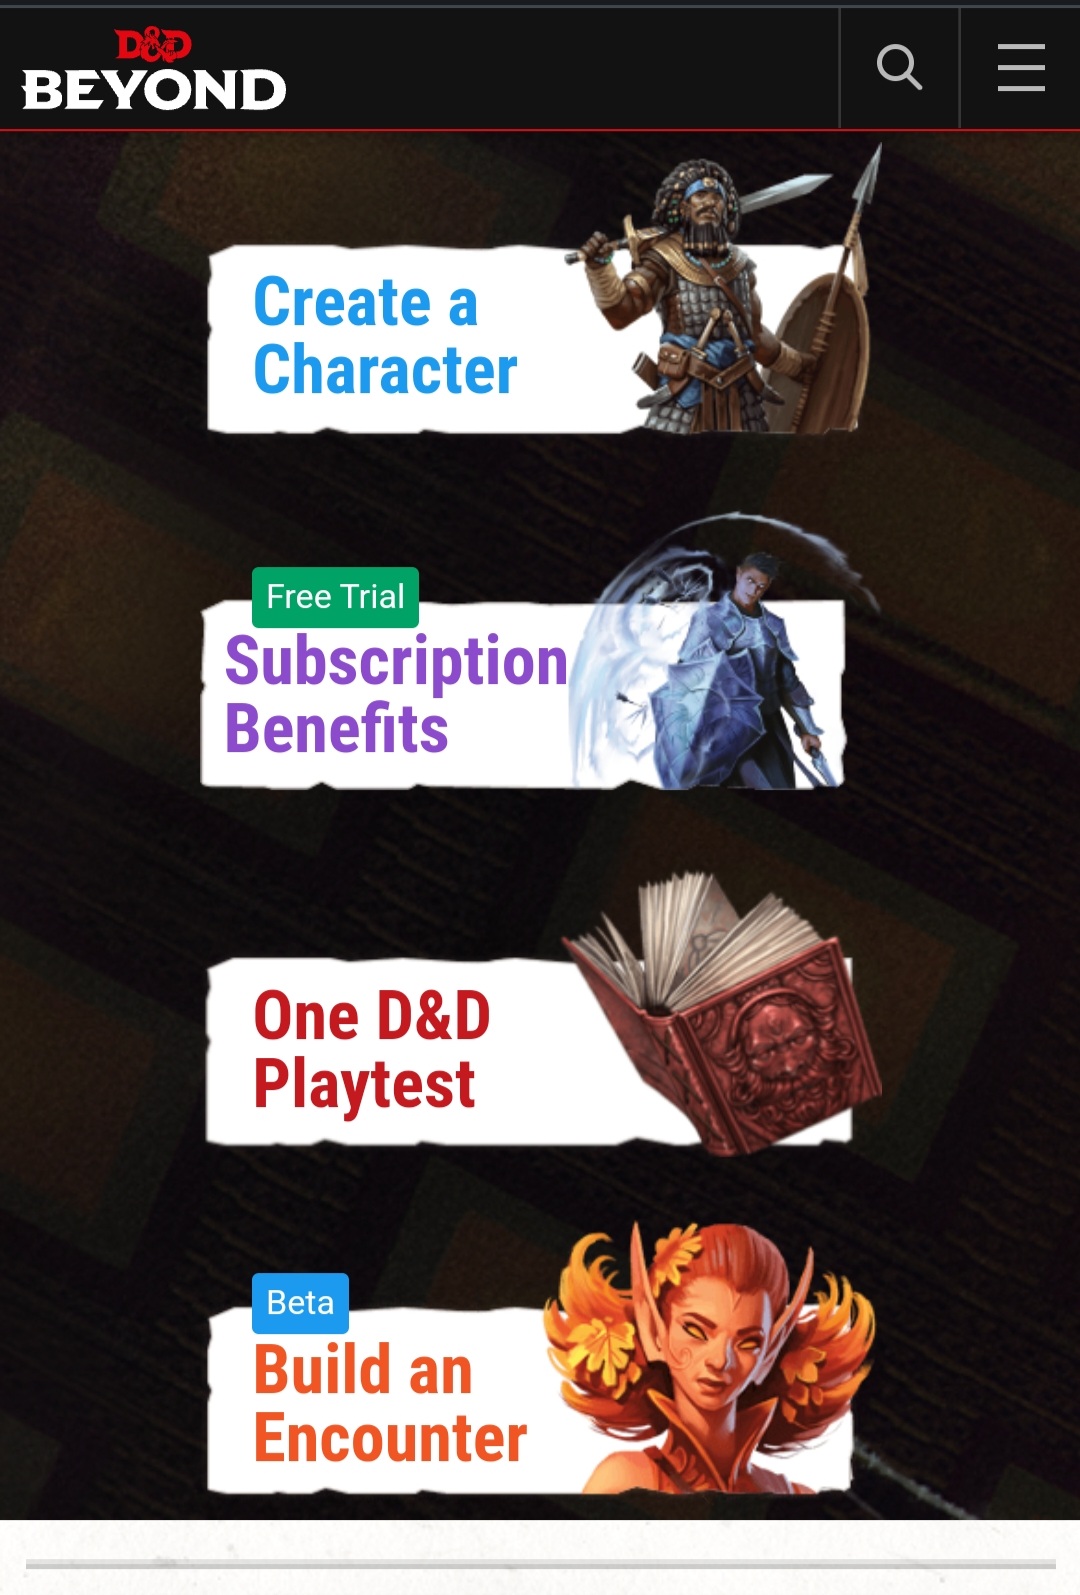 D&D
BEYOND
Create a
Character
Free Trial
Subscription
Benefits
One D&D
Playtest
Beta
Build an
Encounter